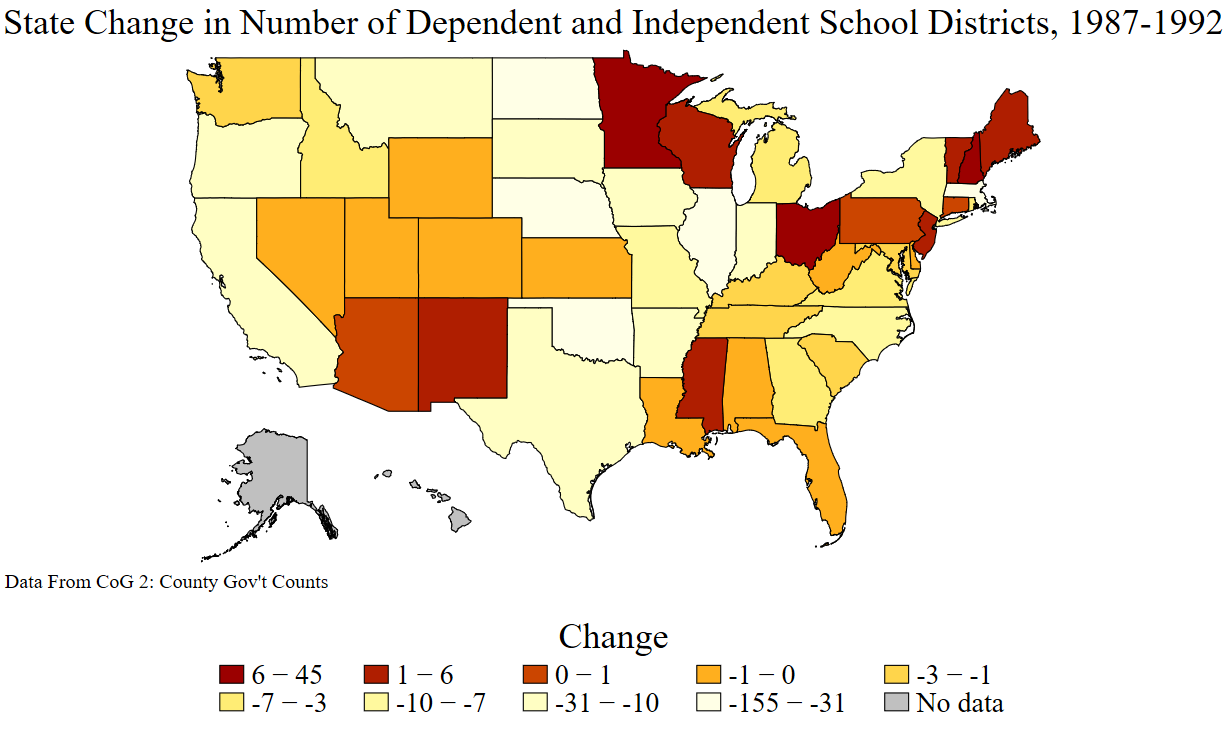 State Change in Number of Dependent and Independent School Districts, 1987-1992
Data From CoG 2: County Gov't Counts
Change
6 − 45 1 − 6 0 − 1 -1 − 0 -3 − -1
-7 − -3 -10 − -7 -31 − -10 -155 − -31 No data